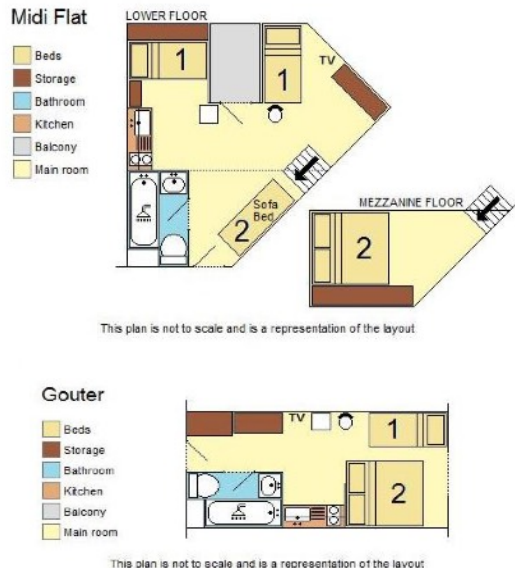 Midi Flat
LOWER FLOOR
Beds
Storage
Bathroom
Kitchen
Balcony
Main room
1
1
TV
Sofa
Bed
2
MEZZANINE FLOOR
2
This plan is not to scale and is a representation of the layout
Gouter
Beds
Storage
Bathroom
Kitchen
Balcony
Main room
TV
1
2
This plan is not to scale and is a representation of the layout